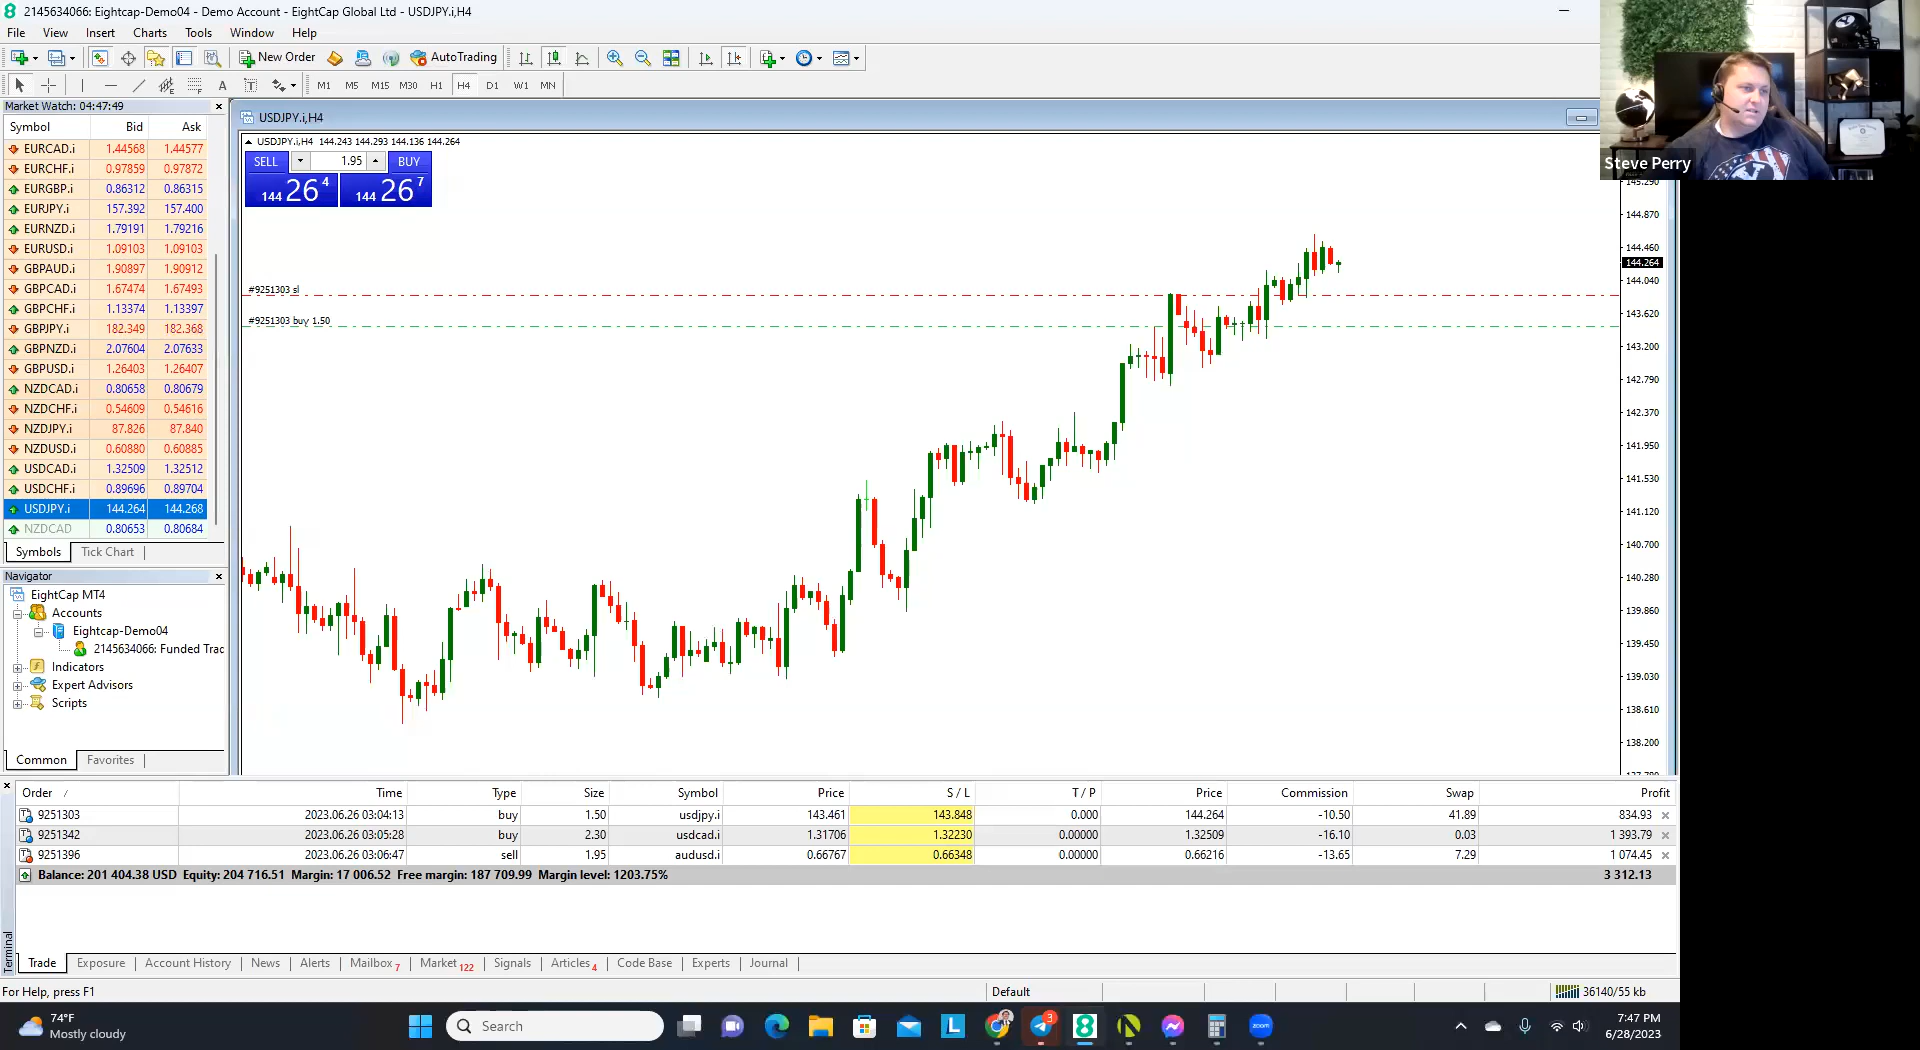 2145634066: Eightcap-Demo04 - Demo Account - EightCap Global Ltd - USDJPY.i,H4
File View Insert Charts Tools Window Help
New Order AutoTrading
A T M1 M5 M15 M30 H1 H4 D1 W1 MN
Market Watch: 04:47:49
Symbol Bid Ask
EURCAD.i 1.44568 1.44577
EURCHF.i 0.97859 0.97872
EURGBP.i 0.86312 0.86315
EURJPY.i 157.392 157.400
EURNZD.i 1.79191 1.79216
EURUSD.i 1.09103 1.09103
GBPAUD.i 1.90897 1.90912
GBPCAD.i 1.67474 1.67493
GBPCHF.i 1.13374 1.13397
GBPJPY.i 182.349 182.368
GBPNZD.i 2.07604 2.07633
GBPUSD.i 1.26403 1.26407
NZDCAD.i 0.80658 0.80679
NZDCHF.i 0.54609 0.54616
NZDJPY.i 87.826 87.840
NZDUSD.i 0.60880 0.60885
USDCAD.i 1.32509 1.32512
USDCHF.i 0.89696 0.89704
USDJPY.i 144.264 144.268
NZDCAD 0.80653 0.80684
Symbols Tick Chart
Navigator
EightCap MT4
Accounts
Eightcap-Demo04
2145634066: Funded Trac
Indicators
Expert Advisors
Scripts
Common Favorites
USDJPY.i,H4
USDJPY.i,H4 144.243 144.293 144.136 144.264
SELL 1.95 BUY
144 26 4 144 26 7
#9251303 sl
#9251303 buy 1.50
145.290
144.870
144.460
144.264
144.040
143.620
143.200
142.790
142.370
141.950
141.530
141.120
140.700
140.280
139.860
139.450
139.030
138.610
138.200
Steve Perry
Order / Time Type Size Symbol Price S / L T / P Price Commission Swap Profit
9251303 2023.06.26 03:04:13 buy 1.50 usdjpy.i 143.461 143.848 0.000 144.264 -10.50 41.89 834.93
9251342 2023.06.26 03:05:28 buy 2.30 usdcad.i 1.31706 1.32230 0.00000 1.32509 -16.10 0.03 1 393.79
9251396 2023.06.26 03:06:47 sell 1.95 audusd.i 0.66767 0.66348 0.00000 0.66216 -13.65 7.29 1 074.45
Balance: 201 404.38 USD Equity: 204 716.51 Margin: 17 006.52 Free margin: 187 709.99 Margin level: 1203.75% 3 312.13
Terminal
Trade Exposure Account History News Alerts Mailbox 7 Market 122 Signals Articles 4 Code Base Experts Journal
For Help, press F1 Default 36140/55 kb
74°F
Mostly cloudy
Search
3
zoom
7:47 PM
6/28/2023